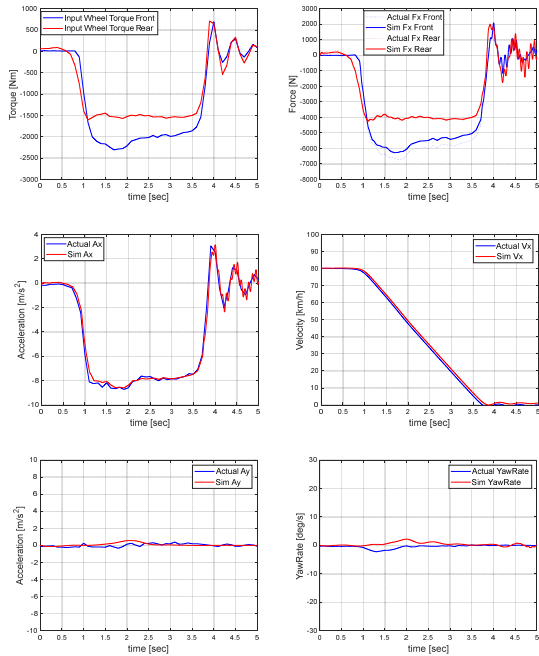 Input Wheel Torque Front
Input Wheel Torque Rear
Torque [Nm]
1000
500
0
-500
-1000
-1500
-2000
-2500
-3000
0 0.5 1 1.5 2 2.5 3 3.5 4 4.5 5
time [sec]
Actual Fx Front
Sim Fx Front
Actual Fx Rear
Sim Fx Rear
Force [N]
3000
2000
1000
0
-1000
-2000
-3000
-4000
-5000
-6000
-7000
8000
0 0.5 1 1.5 2 2.5 3 3.5 4 4.5 5
time [sec]
Actual Ax
Sim Ax
Acceleration [m/s²]
4
2
0
-2
-4
-6
-8
-10
0 0.5 1 1.5 2 2.5 3 3.5 4 4.5 5
time [sec]
Actual Vx
Sim Vx
Velocity [km/h]
100
90
80
70
60
50
40
30
20
10
0
0 0.5 1 1.5 2 2.5 3 3.5 4 4.5 5
time [sec]
Actual Ay
Sim Ay
Acceleration [m/s²]
10
8
6
4
2
0
-2
-4
-6
-8
-10
0 0.5 1 1.5 2 2.5 3 3.5 4 4.5 5
time [sec]
Actual YawRate
Sim YawRate
YawRate [deg/s]
30
20
10
0
-10
-20
-30
0 0.5 1 1.5 2 2.5 3 3.5 4 4.5 5
time [sec]